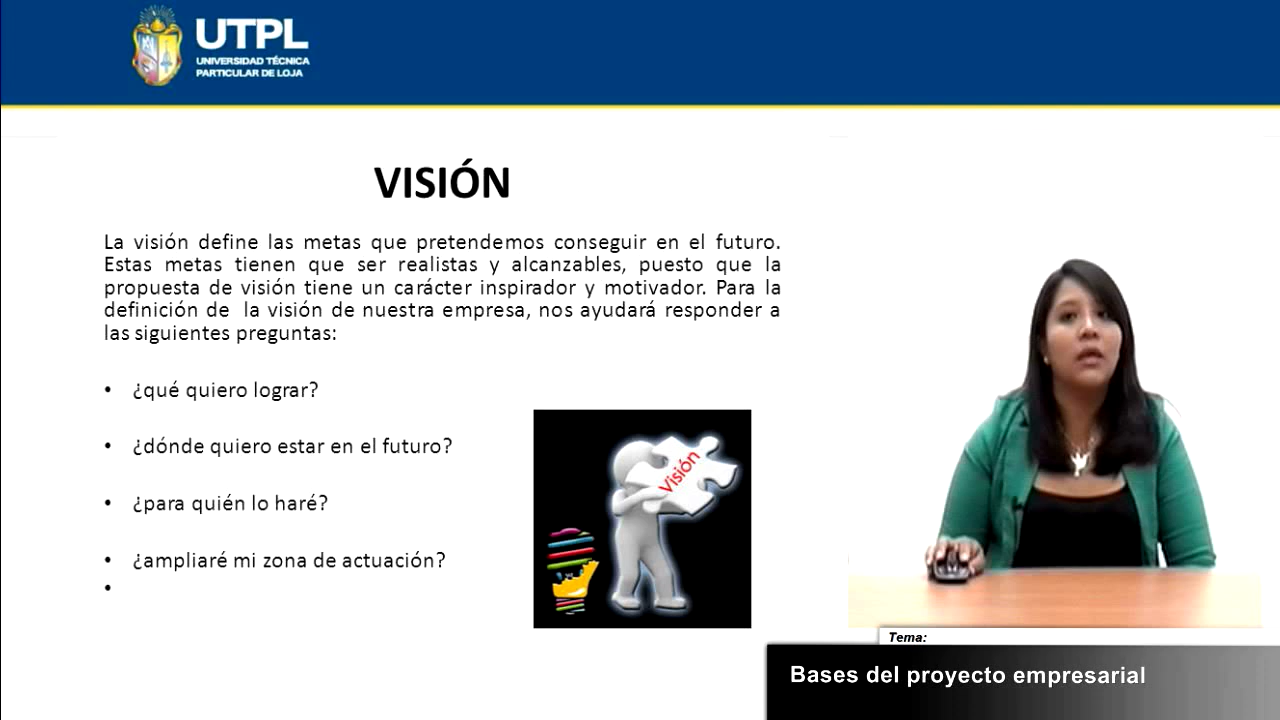 UTPL
UNIVERSIDAD TÉCNICA
PARTICULAR DE LOJA
VISIÓN
La visión define las metas que pretendemos conseguir en el futuro.
Estas metas tienen que ser realistas y alcanzables, puesto que la
propuesta de visión tiene un carácter inspirador y motivador. Para la
definición de la visión de nuestra empresa, nos ayudará responder a
las siguientes preguntas:
• ¿qué quiero lograr?
• ¿dónde quiero estar en el futuro?
• ¿para quién lo haré?
• ¿ampliaré mi zona de actuación?
•
Visión
Tema:
Bases del proyecto empresarial